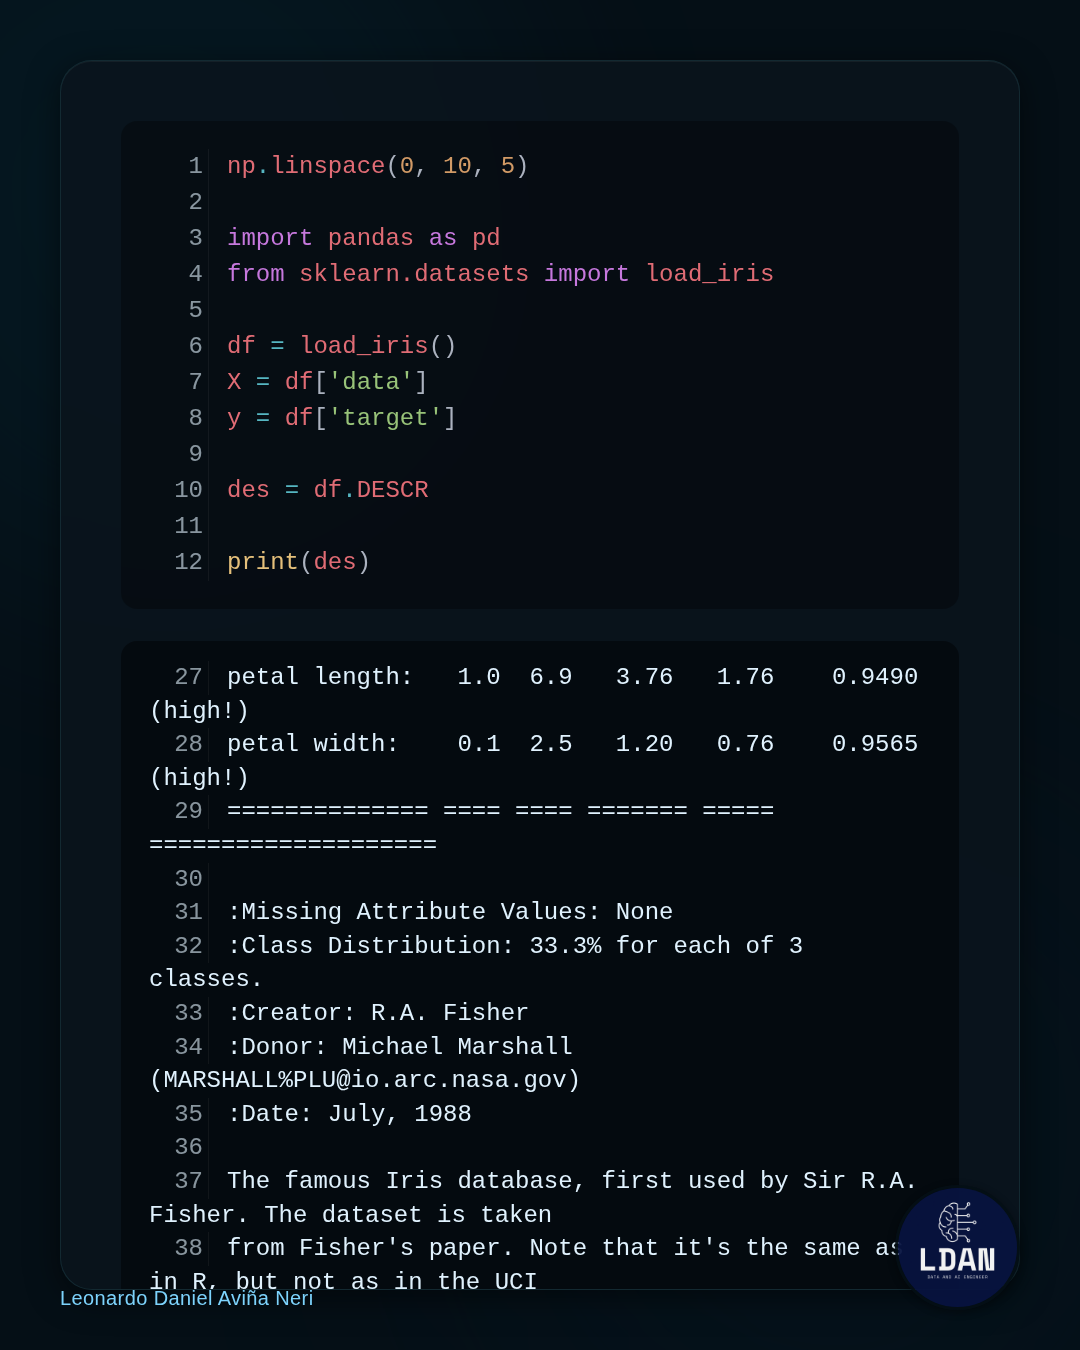 1 np.linspace(0, 10, 5)
2
3 import pandas as pd
4 from sklearn.datasets import load_iris
5
6 df = load_iris()
7 X = df['data']
8 y = df['target']
9
10 des = df.DESCR
11
12 print(des)
27 petal length:   1.0  6.9   3.76   1.76    0.9490
(high!)
28 petal width:    0.1  2.5   1.20   0.76    0.9565
(high!)
29 ============== ==== ==== ======= =====
====================
30
31 :Missing Attribute Values: None
32 :Class Distribution: 33.3% for each of 3
classes.
33 :Creator: R.A. Fisher
34 :Donor: Michael Marshall
(MARSHALL%PLU@io.arc.nasa.gov)
35 :Date: July, 1988
36
37 The famous Iris database, first used by Sir R.A.
Fisher. The dataset is taken
38 from Fisher's paper. Note that it's the same as
in R, but not as in the UCI
Leonardo Daniel Aviña Neri
LDAN
DATA AND AI ENGINEER